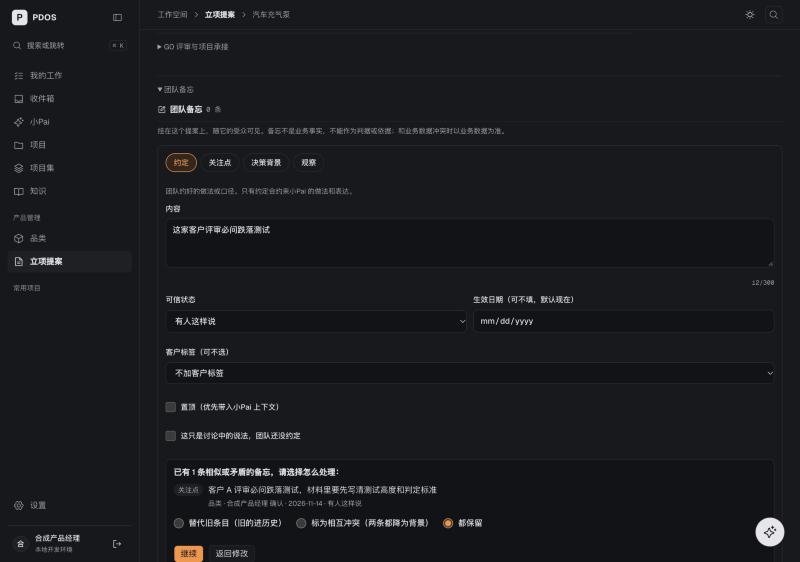 P PDOS
搜索或跳转 ⌘ K
我的工作
收件箱
小Pai
项目
项目集
知识
产品管理
品类
立项提案
常用项目
设置
合 合成产品经理
本地开发环境
工作空间 > 立项提案 > 汽车充气泵
▶ G0 评审与项目承接
▼ 团队备忘
团队备忘 0 条
挂在这个提案上，随它的受众可见。备忘不是业务事实，不能作为判据或依据；和业务数据冲突时以业务数据为准。
约定 关注点 决策背景 观察
团队约好的做法或口径。只有约定会约束小Pai 的做法和表达。
内容
这家客户评审必问跌落测试
12/300
可信状态
有人这样说
生效日期（可不填，默认现在）
mm/dd/yyyy
客户标签（可不选）
不加客户标签
置顶（优先带入小Pai 上下文）
这只是讨论中的说法，团队还没约定
已有 1 条相似或矛盾的备忘，请选择怎么处理：
关注点 客户 A 评审必问跌落测试，材料里要先写清测试高度和判定标准
品类 · 合成产品经理 确认 · 2026-11-14 · 有人这样说
替代旧条目（旧的进历史） 标为相互冲突（两条都降为背景） 都保留
继续 返回修改